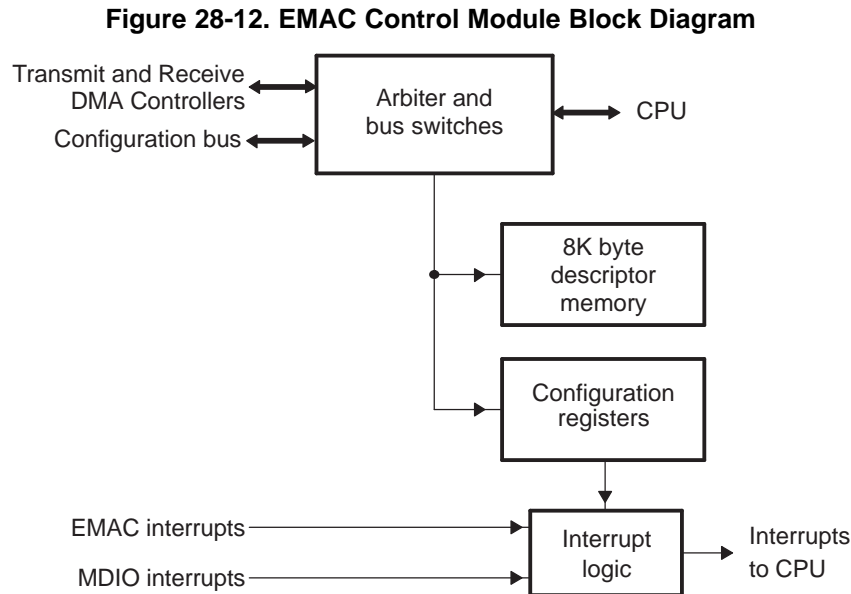 Figure 28-12. EMAC Control Module Block Diagram
Transmit and Receive
DMA Controllers
Configuration bus
Arbiter and
bus switches
CPU
8K byte
descriptor
memory
Configuration
registers
EMAC interrupts
MDIO interrupts
Interrupt
logic
Interrupts
to CPU